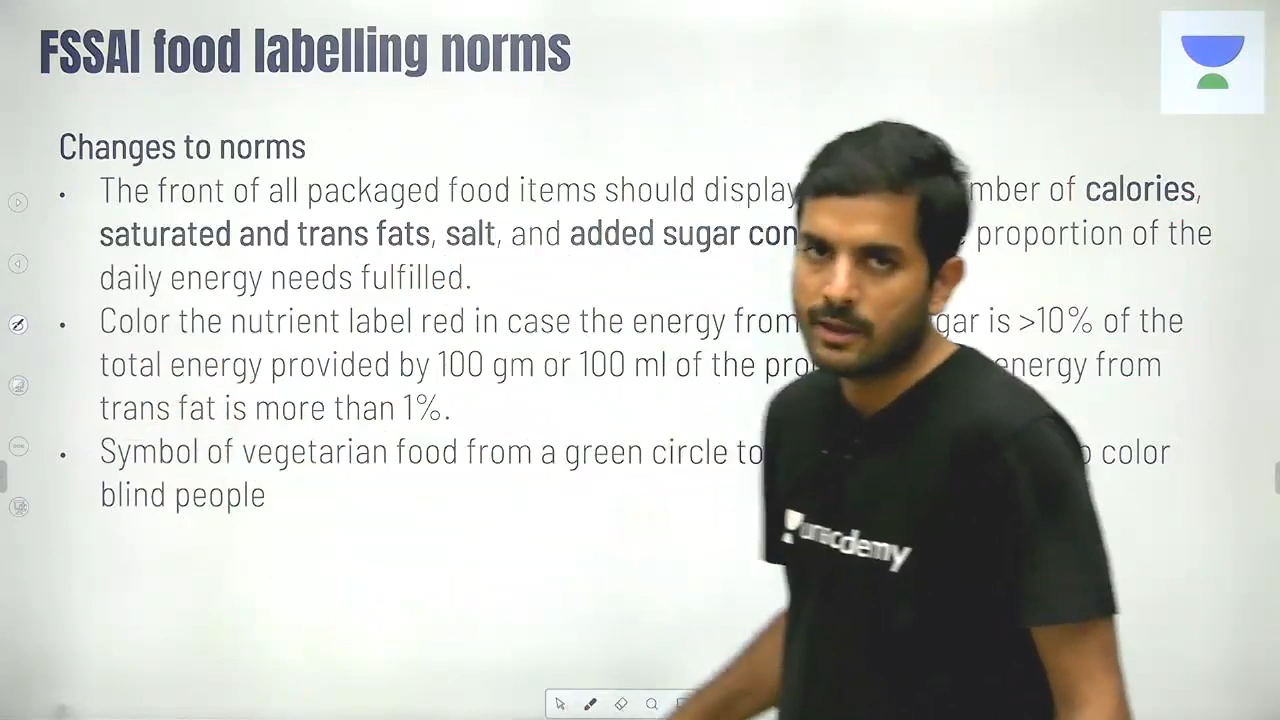 FSSAI food labelling norms
Changes to norms
• The front of all packaged food items should display mber of calories,
saturated and trans fats, salt, and added sugar con proportion of the
daily energy needs fulfilled.
• Color the nutrient label red in case the energy from gar is >10% of the
total energy provided by 100 gm or 100 ml of the pro energy from
trans fat is more than 1%.
• Symbol of vegetarian food from a green circle to color
blind people
unacdemy